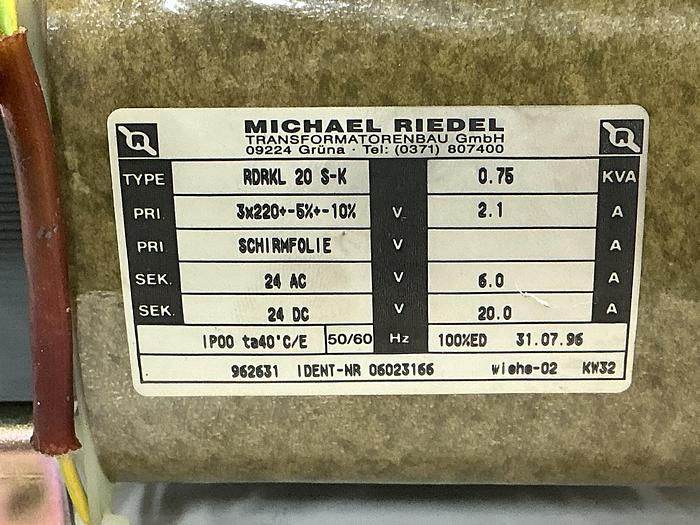 MICHAEL RIEDEL
TRANSFORMATORENBAU GmbH
09224 Grüna · Tel: (0371) 807400
TYPE RDRKL 20 S-K 0.75 KVA
PRI. 3x220+-5%+-10% V 2.1 A
PRI SCHIRMFOLIE V A
SEK. 24 AC V 6.0 A
SEK. 24 DC V 20.0 A
IP00 ta40°C/E 50/60 Hz 100%ED 31.07.96
962631 IDENT-NR 06023166 wiehe-02 KW32